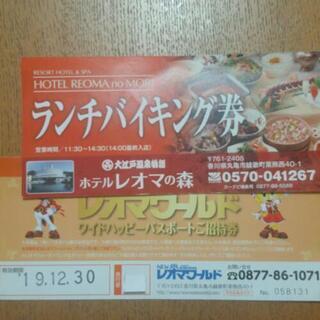 RESORT HOTEL & SPA
HOTEL REOMA no MORI
ランチバイキング券
営業時間/11:30~14:30(14:00最終入店)
大江戸温泉物語
ホテルレオマの森
〒761-2405
香川県丸亀市綾歌町栗熊西40-1
0570-041267
レオマワールド
ワイドハッピーパスポートご招待券
有効期限
'19.12.30
NEW
レオマワールド
お問い合せ
0877-86-1071
No. 058131